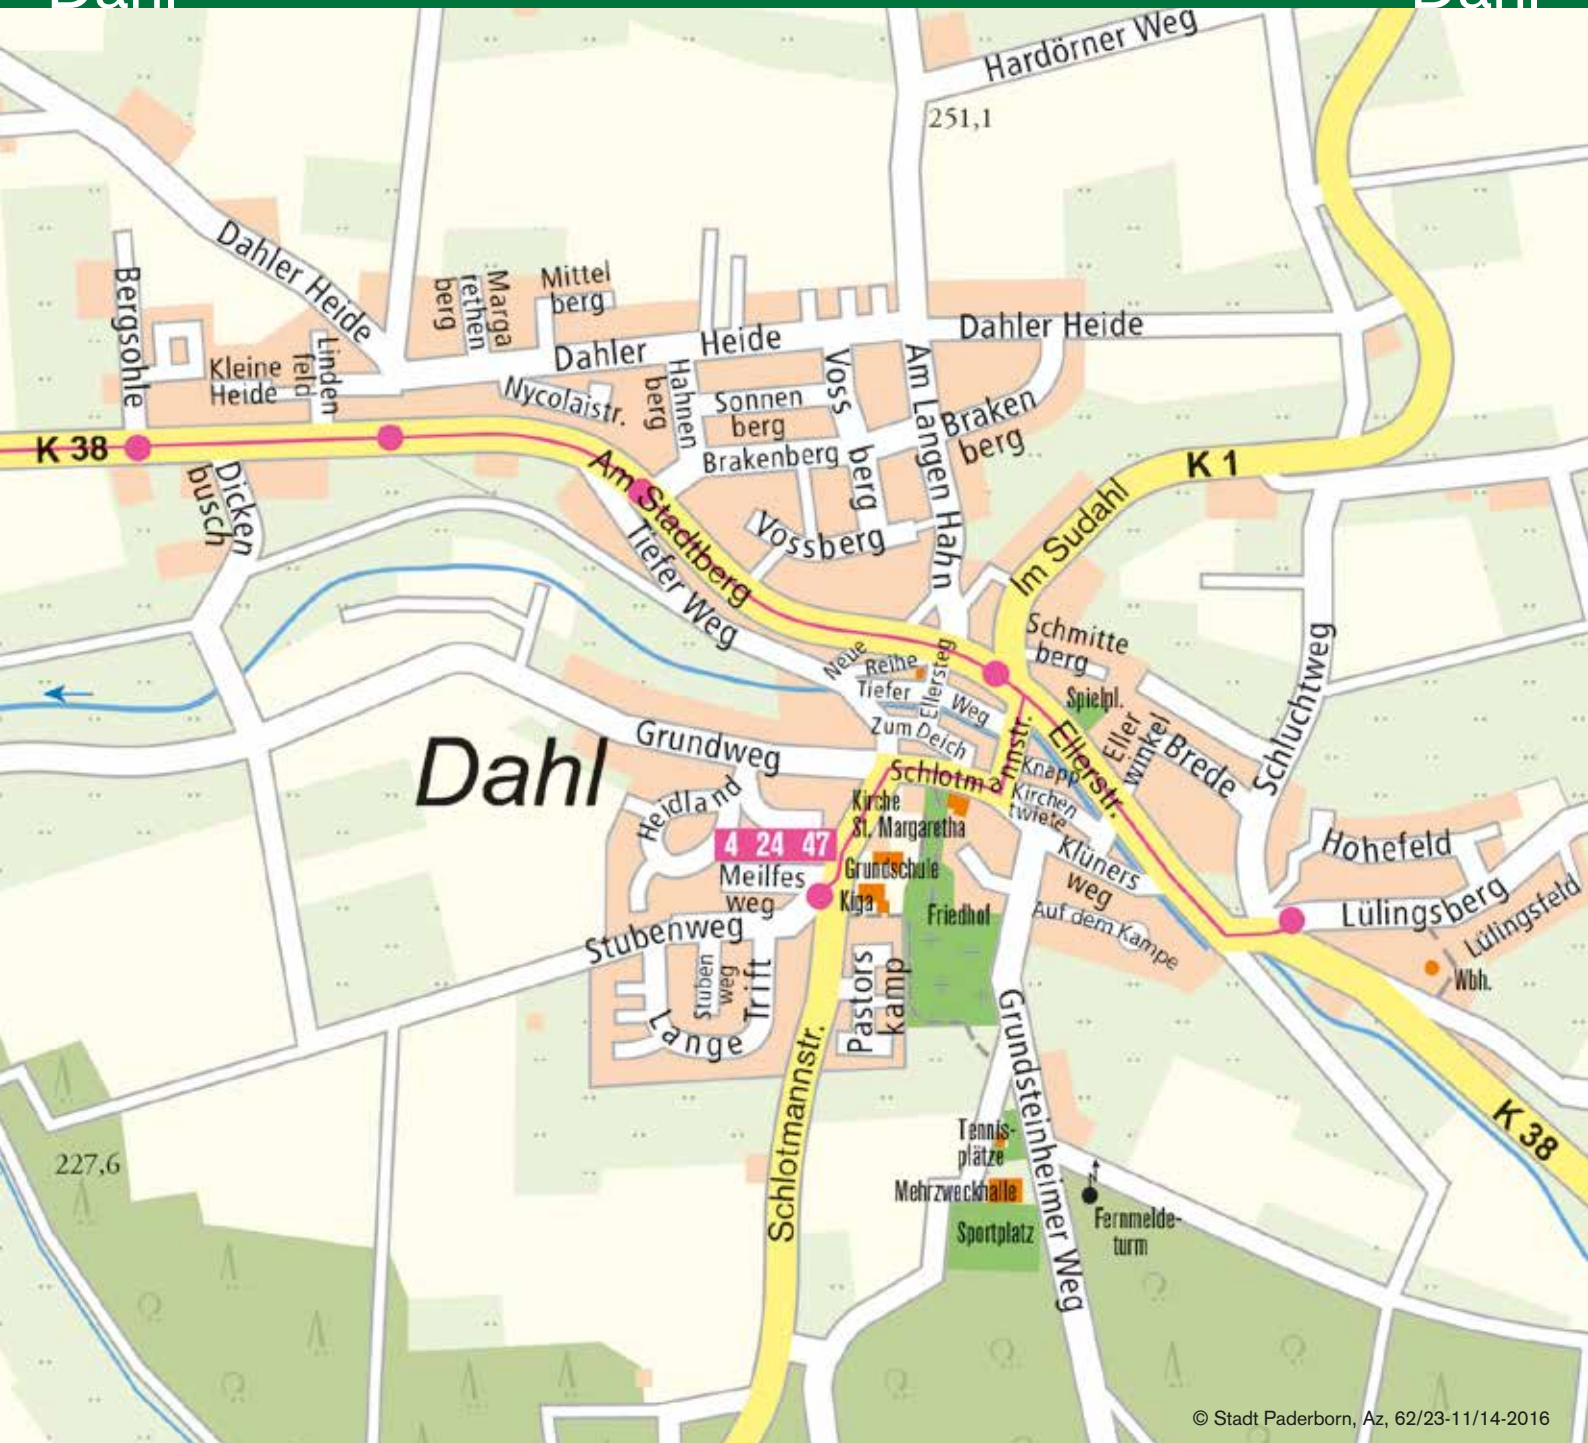 Dahl
Dahl
Hardörner Weg
251,1
Dahler Heide
Bergsohle
Marga
rethen
berg
Mittel
berg
Linden
feld
Kleine
Heide
Dahler Heide
Dahler Heide
Nycolaistr.
Hahnen
berg
Sonnen
berg
Voss
berg
Am Langen Hahn
Braken
berg
Brakenberg
K 38
K 1
Dicken
busch
Am Stadtberg
Vossberg
Im Sudahl
Tiefer Weg
Schmitte
berg
Neue
Reihe
Ellersteg
Tiefer
Weg
Spielpl.
Zum Deich
Eller
winkel
Brede
Schluchtweg
Grundweg
Dahl
Schlotmannstr.
Knapp
Ellerstr.
Heidland
Kirche
St. Margaretha
Kirchen
twiete
4 24 47
Klüners
weg
Hohefeld
Meilfes
weg
Grundschule
Kiga
Friedhof
Auf dem Kampe
Lülingsberg
Lülingsfeld
Stubenweg
Stuben
weg
Trift
Lange
Pastors
kamp
Wbh.
Schlotmannstr.
Grundsteinheimer Weg
Tennis-
plätze
K 38
227,6
Mehrzweckhalle
Sportplatz
Fernmelde-
turm
© Stadt Paderborn, Az, 62/23-11/14-2016